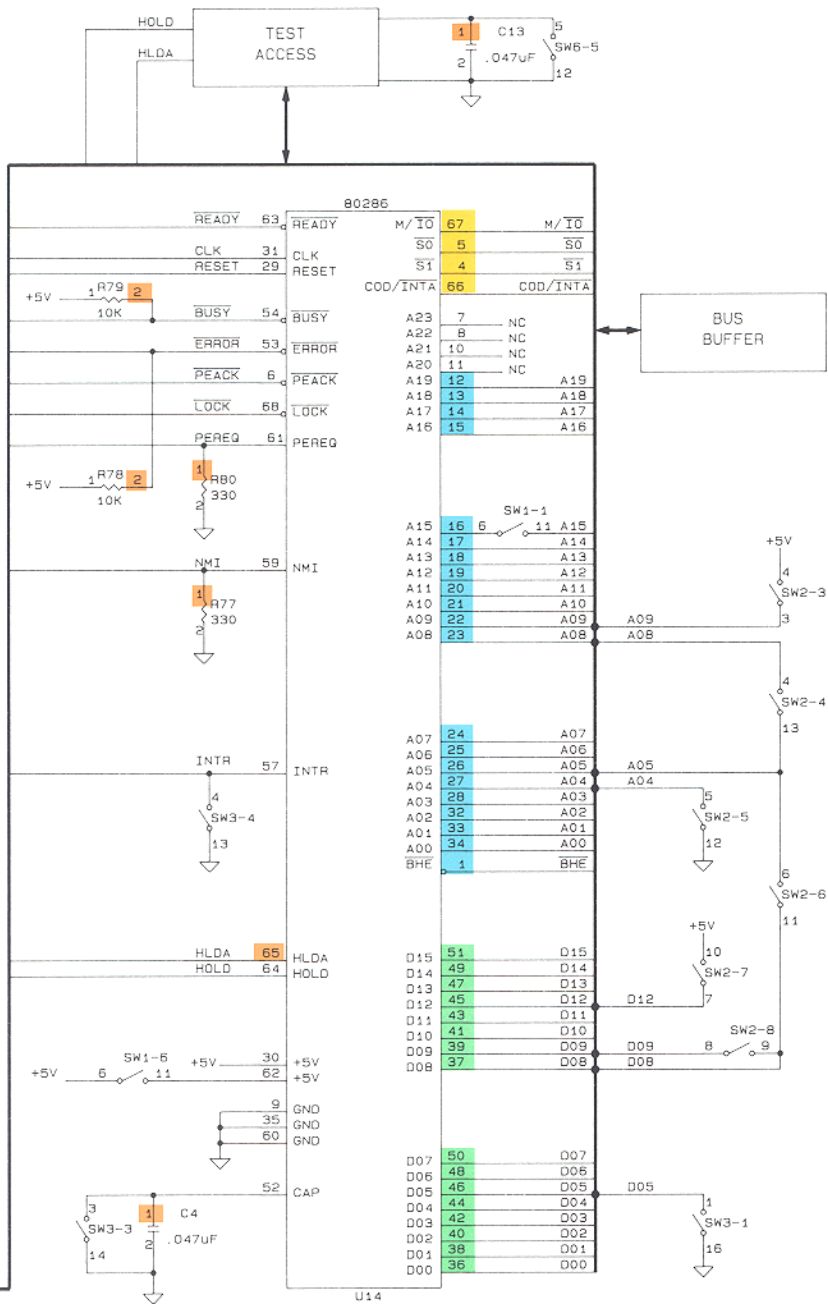 HOLD
HLDA
TEST
ACCESS
1 C13
2 .047uF
5
SW6-5
12
80286
READY 63 READY
CLK 31 CLK
RESET 29 RESET
+5V 1 R79 2
10K
BUSY 54 BUSY
ERROR 53 ERROR
PEACK 6 PEACK
LOCK 68 LOCK
PEREQ 61 PEREQ
+5V 1 R78 2
10K
1
R80
330
2
NMI 59 NMI
1
R77
330
2
INTR 57 INTR
4
SW3-4
13
HLDA 65 HLDA
HOLD 64 HOLD
+5V 30 +5V
+5V 6 SW1-6 11 62 +5V
9 GND
35 GND
60 GND
52 CAP
3
SW3-3
14
1 C4
2 .047uF
M/IO 67 M/IO
S0 5 S0
S1 4 S1
COD/INTA 66 COD/INTA
A23 7 NC
A22 8 NC
A21 10 NC
A20 11 NC
A19 12 A19
A18 13 A18
A17 14 A17
A16 15 A16
BUS
BUFFER
SW1-1
A15 16 6 11 A15
A14 17 A14
A13 18 A13
A12 19 A12
A11 20 A11
A10 21 A10
A09 22 A09 A09
A08 23 A08 A08
+5V
4
SW2-3
3
4
SW2-4
13
A07 24 A07
A06 25 A06
A05 26 A05 A05
A04 27 A04 A04
A03 28 A03
A02 32 A02
A01 33 A01
A00 34 A00
BHE 1 BHE
5
SW2-5
12
6
SW2-6
11
D15 51 D15
D14 49 D14
D13 47 D13
D12 45 D12 D12
D11 43 D11
D10 41 D10
D09 39 D09 D09
D08 37 D08 D08
+5V
10
SW2-7
7
SW2-8
8 9
D07 50 D07
D06 48 D06
D05 46 D05 D05
D04 44 D04
D03 42 D03
D02 40 D02
D01 38 D01
D00 36 D00
1
SW3-1
16
U14